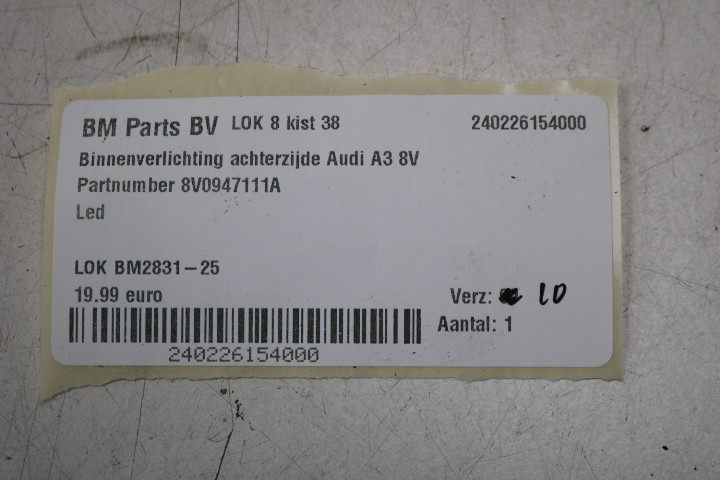 BM Parts BV LOK 8 kist 38 240226154000
Binnenverlichting achterzijde Audi A3 8V
Partnumber 8V0947111A
Led
LOK BM2831-25
19.99 euro Verz: 10
Aantal: 1
240226154000